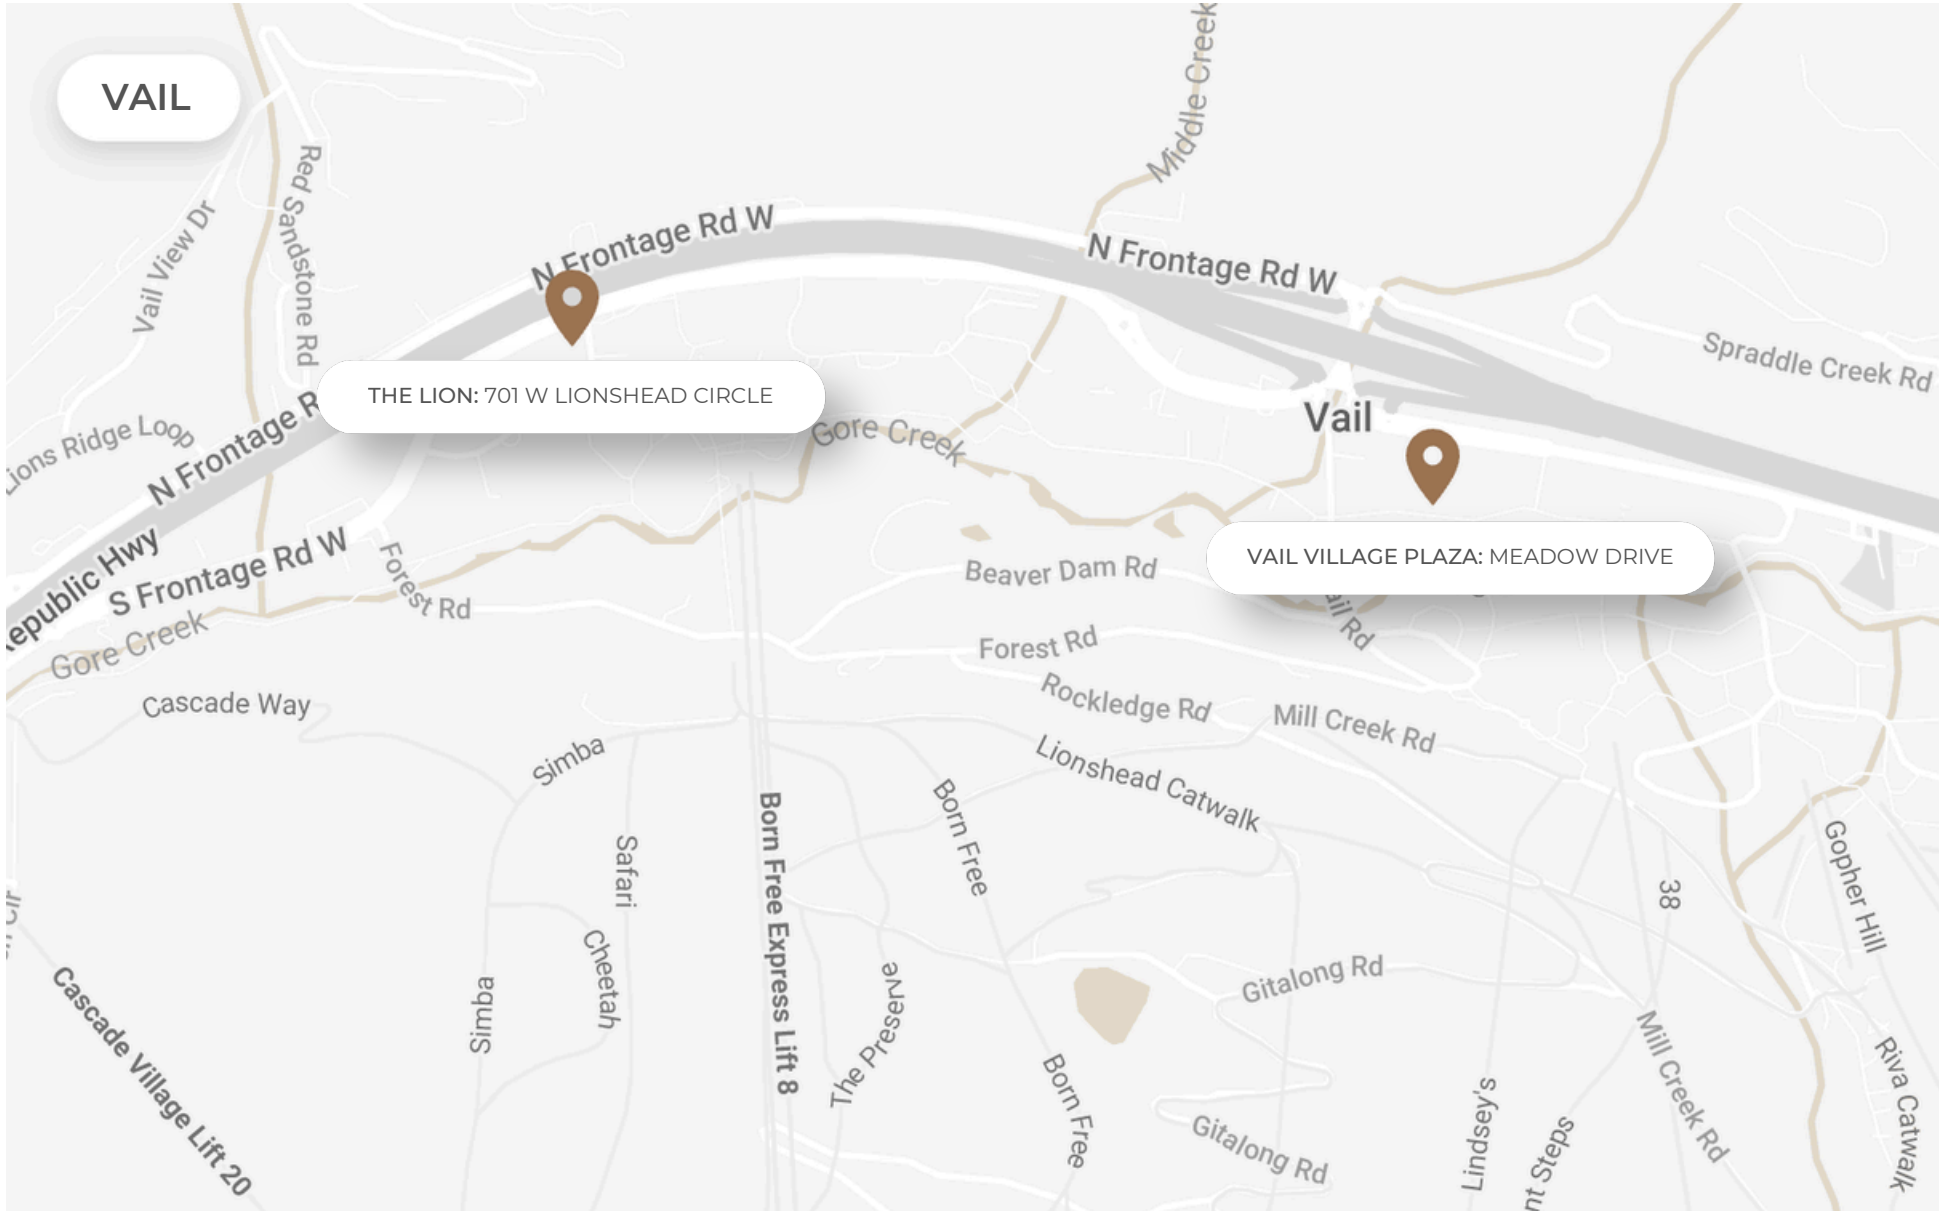 VAIL
Middle Creek
Red Sandstone Rd
Vail View Dr
N Frontage Rd W
N Frontage Rd W
Spraddle Creek Rd
THE LION: 701 W LIONSHEAD CIRCLE
Vail
Lions Ridge Loop
N Frontage R
Gore Creek
VAIL VILLAGE PLAZA: MEADOW DRIVE
Republic Hwy
S Frontage Rd W
Forest Rd
Beaver Dam Rd
ail Rd
Gore Creek
Forest Rd
Rockledge Rd
Mill Creek Rd
Cascade Way
Simba
Lionshead Catwalk
Born Free Express Lift 8
Born Free
Safari
Gopher Hill
38
Cheetah
Simba
The Preserve
Gitalong Rd
Cascade Village Lift 20
Born Free
Mill Creek Rd
Riva Catwalk
Gitalong Rd
Lindsey's
nt Steps